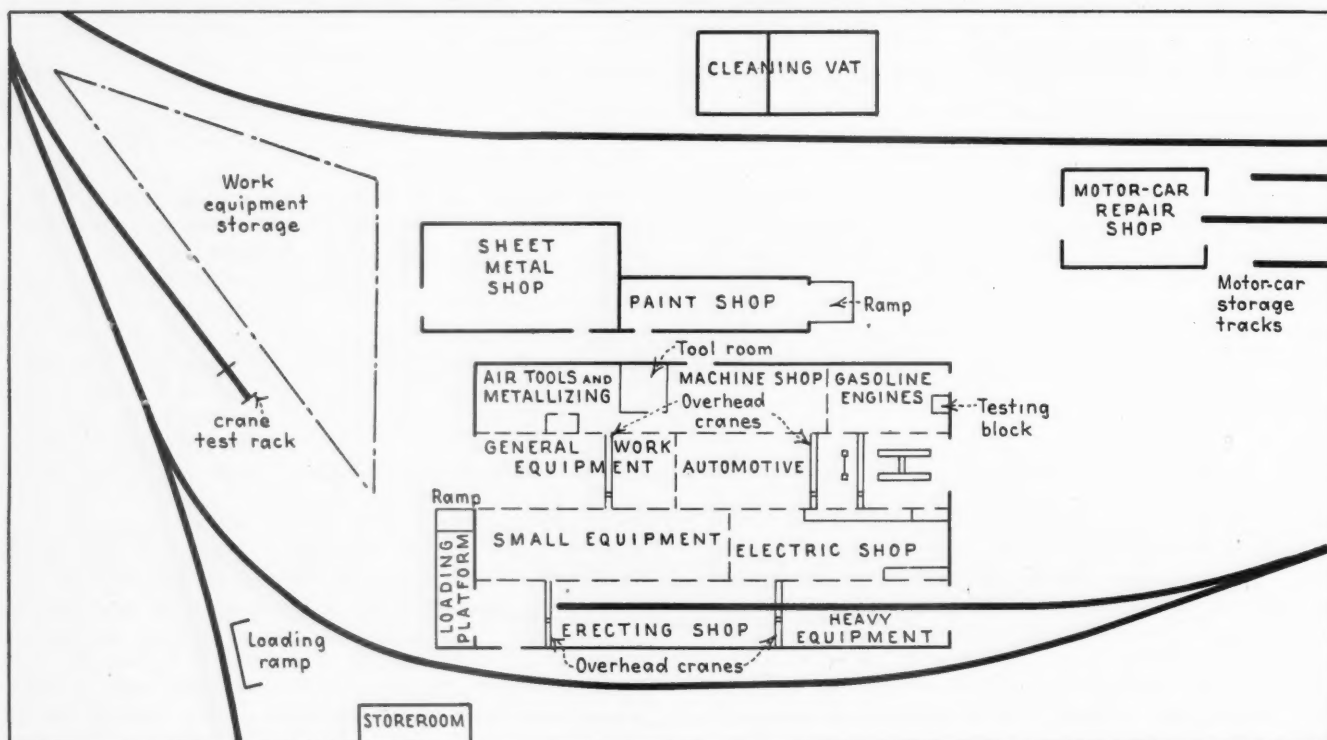 CLEANING VAT
Work
equipment
storage
MOTOR-CAR
REPAIR
SHOP
SHEET
METAL
SHOP
PAINT SHOP
Ramp
Motor-car
storage
tracks
Tool room
AIR TOOLS AND
METALLIZING
MACHINE SHOP
GASOLINE
ENGINES
Overhead
cranes
Testing
block
crane
test rack
GENERAL WORK
EQUIPMENT
AUTOMOTIVE
Ramp
LOADING
PLATFORM
SMALL EQUIPMENT
ELECTRIC SHOP
ERECTING SHOP
HEAVY
EQUIPMENT
Loading
ramp
Overhead cranes
STOREROOM